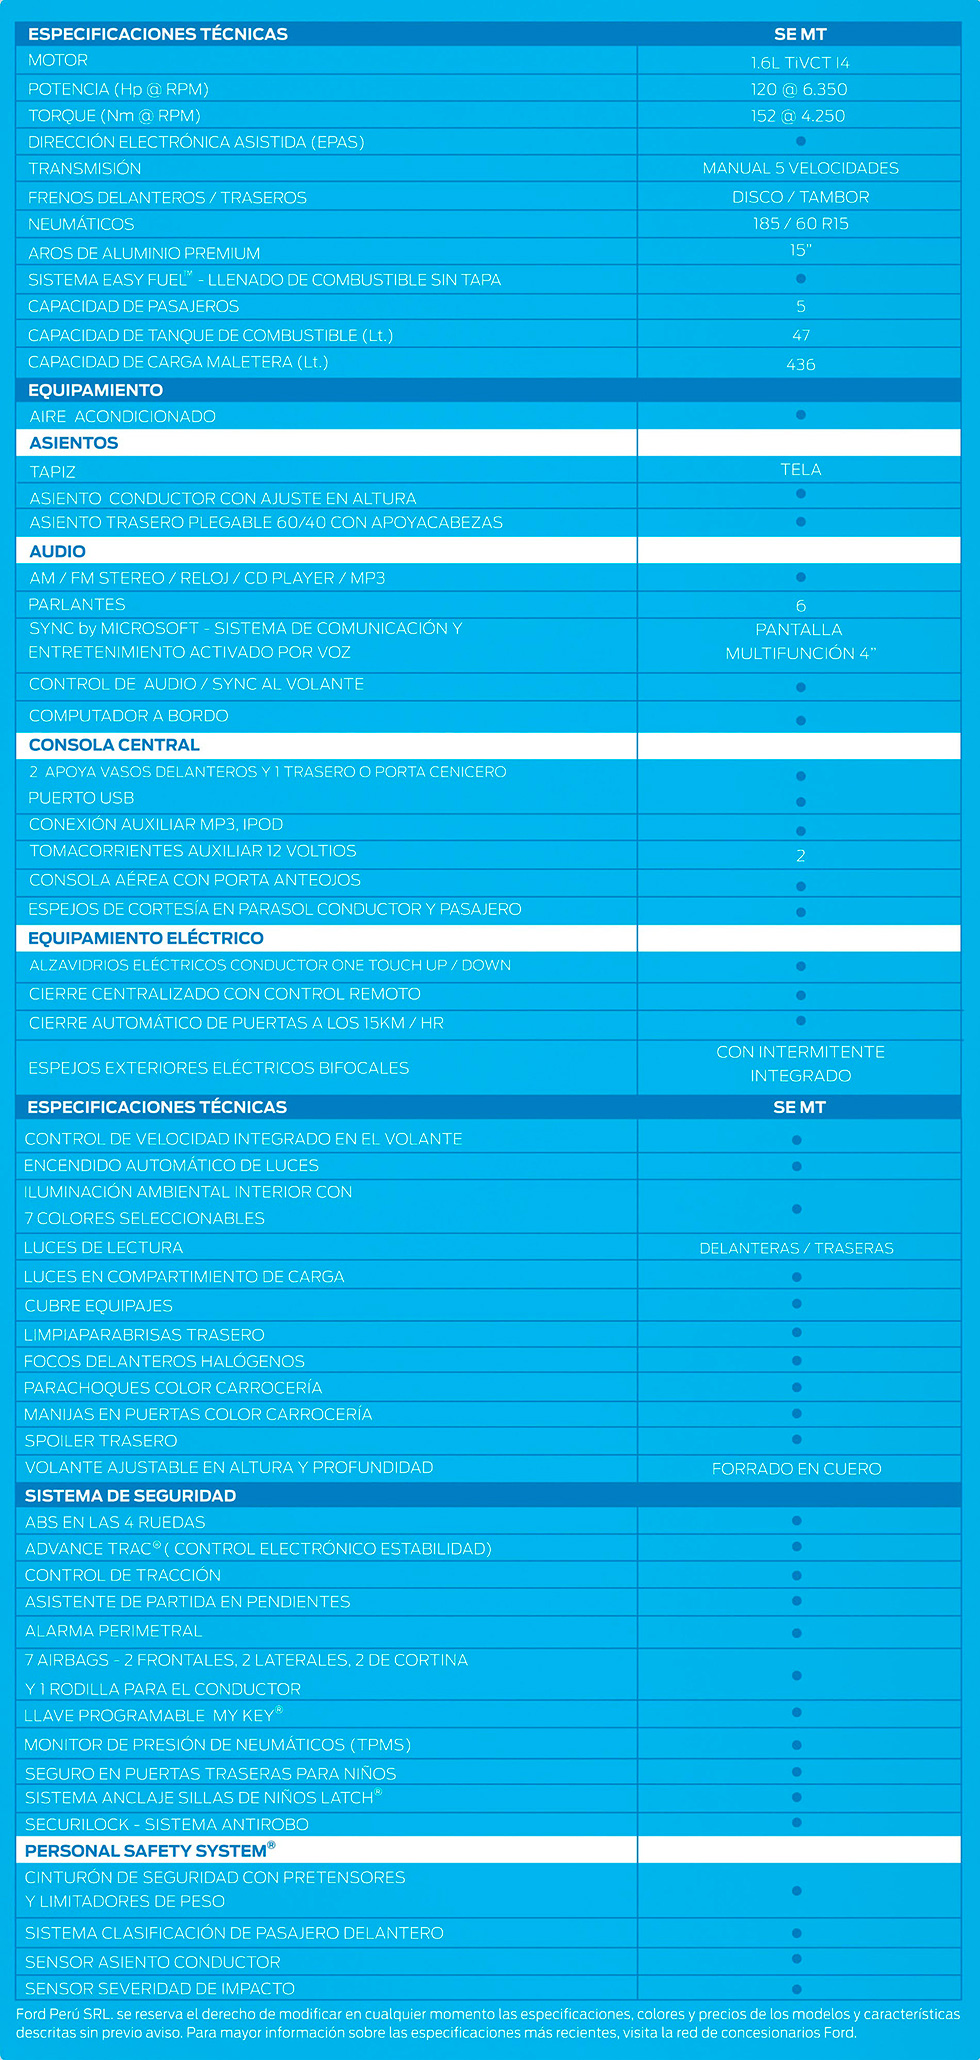 ESPECIFICACIONES TÉCNICAS SE MT
MOTOR 1.6L TiVCT I4
POTENCIA (Hp @ RPM) 120 @ 6.350
TORQUE (Nm @ RPM) 152 @ 4.250
DIRECCIÓN ELECTRÓNICA ASISTIDA (EPAS) ●
TRANSMISIÓN MANUAL 5 VELOCIDADES
FRENOS DELANTEROS / TRASEROS DISCO / TAMBOR
NEUMÁTICOS 185 / 60 R15
AROS DE ALUMINIO PREMIUM 15”
SISTEMA EASY FUEL™ - LLENADO DE COMBUSTIBLE SIN TAPA ●
CAPACIDAD DE PASAJEROS 5
CAPACIDAD DE TANQUE DE COMBUSTIBLE (Lt.) 47
CAPACIDAD DE CARGA MALETERA (Lt.) 436
EQUIPAMIENTO
AIRE ACONDICIONADO ●
ASIENTOS
TAPIZ TELA
ASIENTO CONDUCTOR CON AJUSTE EN ALTURA ●
ASIENTO TRASERO PLEGABLE 60/40 CON APOYACABEZAS ●
AUDIO
AM / FM STEREO / RELOJ / CD PLAYER / MP3 ●
PARLANTES 6
SYNC by MICROSOFT - SISTEMA DE COMUNICACIÓN Y PANTALLA
ENTRETENIMIENTO ACTIVADO POR VOZ MULTIFUNCIÓN 4”
CONTROL DE AUDIO / SYNC AL VOLANTE ●
COMPUTADOR A BORDO ●
CONSOLA CENTRAL
2 APOYA VASOS DELANTEROS Y 1 TRASERO O PORTA CENICERO ●
PUERTO USB ●
CONEXIÓN AUXILIAR MP3, IPOD ●
TOMACORRIENTES AUXILIAR 12 VOLTIOS 2
CONSOLA AÉREA CON PORTA ANTEOJOS ●
ESPEJOS DE CORTESÍA EN PARASOL CONDUCTOR Y PASAJERO ●
EQUIPAMIENTO ELÉCTRICO
ALZAVIDRIOS ELÉCTRICOS CONDUCTOR ONE TOUCH UP / DOWN ●
CIERRE CENTRALIZADO CON CONTROL REMOTO ●
CIERRE AUTOMÁTICO DE PUERTAS A LOS 15KM / HR ●
ESPEJOS EXTERIORES ELÉCTRICOS BIFOCALES CON INTERMITENTE
INTEGRADO
ESPECIFICACIONES TÉCNICAS SE MT
CONTROL DE VELOCIDAD INTEGRADO EN EL VOLANTE ●
ENCENDIDO AUTOMÁTICO DE LUCES ●
ILUMINACIÓN AMBIENTAL INTERIOR CON
7 COLORES SELECCIONABLES ●
LUCES DE LECTURA DELANTERAS / TRASERAS
LUCES EN COMPARTIMIENTO DE CARGA ●
CUBRE EQUIPAJES ●
LIMPIAPARABRISAS TRASERO ●
FOCOS DELANTEROS HALÓGENOS ●
PARACHOQUES COLOR CARROCERÍA ●
MANIJAS EN PUERTAS COLOR CARROCERÍA ●
SPOILER TRASERO ●
VOLANTE AJUSTABLE EN ALTURA Y PROFUNDIDAD FORRADO EN CUERO
SISTEMA DE SEGURIDAD
ABS EN LAS 4 RUEDAS ●
ADVANCE TRAC® ( CONTROL ELECTRÓNICO ESTABILIDAD) ●
CONTROL DE TRACCIÓN ●
ASISTENTE DE PARTIDA EN PENDIENTES ●
ALARMA PERIMETRAL ●
7 AIRBAGS - 2 FRONTALES, 2 LATERALES, 2 DE CORTINA
Y 1 RODILLA PARA EL CONDUCTOR ●
LLAVE PROGRAMABLE MY KEY® ●
MONITOR DE PRESIÓN DE NEUMÁTICOS (TPMS) ●
SEGURO EN PUERTAS TRASERAS PARA NIÑOS ●
SISTEMA ANCLAJE SILLAS DE NIÑOS LATCH® ●
SECURILOCK - SISTEMA ANTIROBO ●
PERSONAL SAFETY SYSTEM®
CINTURÓN DE SEGURIDAD CON PRETENSORES
Y LIMITADORES DE PESO ●
SISTEMA CLASIFICACIÓN DE PASAJERO DELANTERO ●
SENSOR ASIENTO CONDUCTOR ●
SENSOR SEVERIDAD DE IMPACTO ●
Ford Perú SRL. se reserva el derecho de modificar en cualquier momento las especificaciones, colores y precios de los modelos y características
descritas sin previo aviso. Para mayor información sobre las especificaciones más recientes, visita la red de concesionarios Ford.